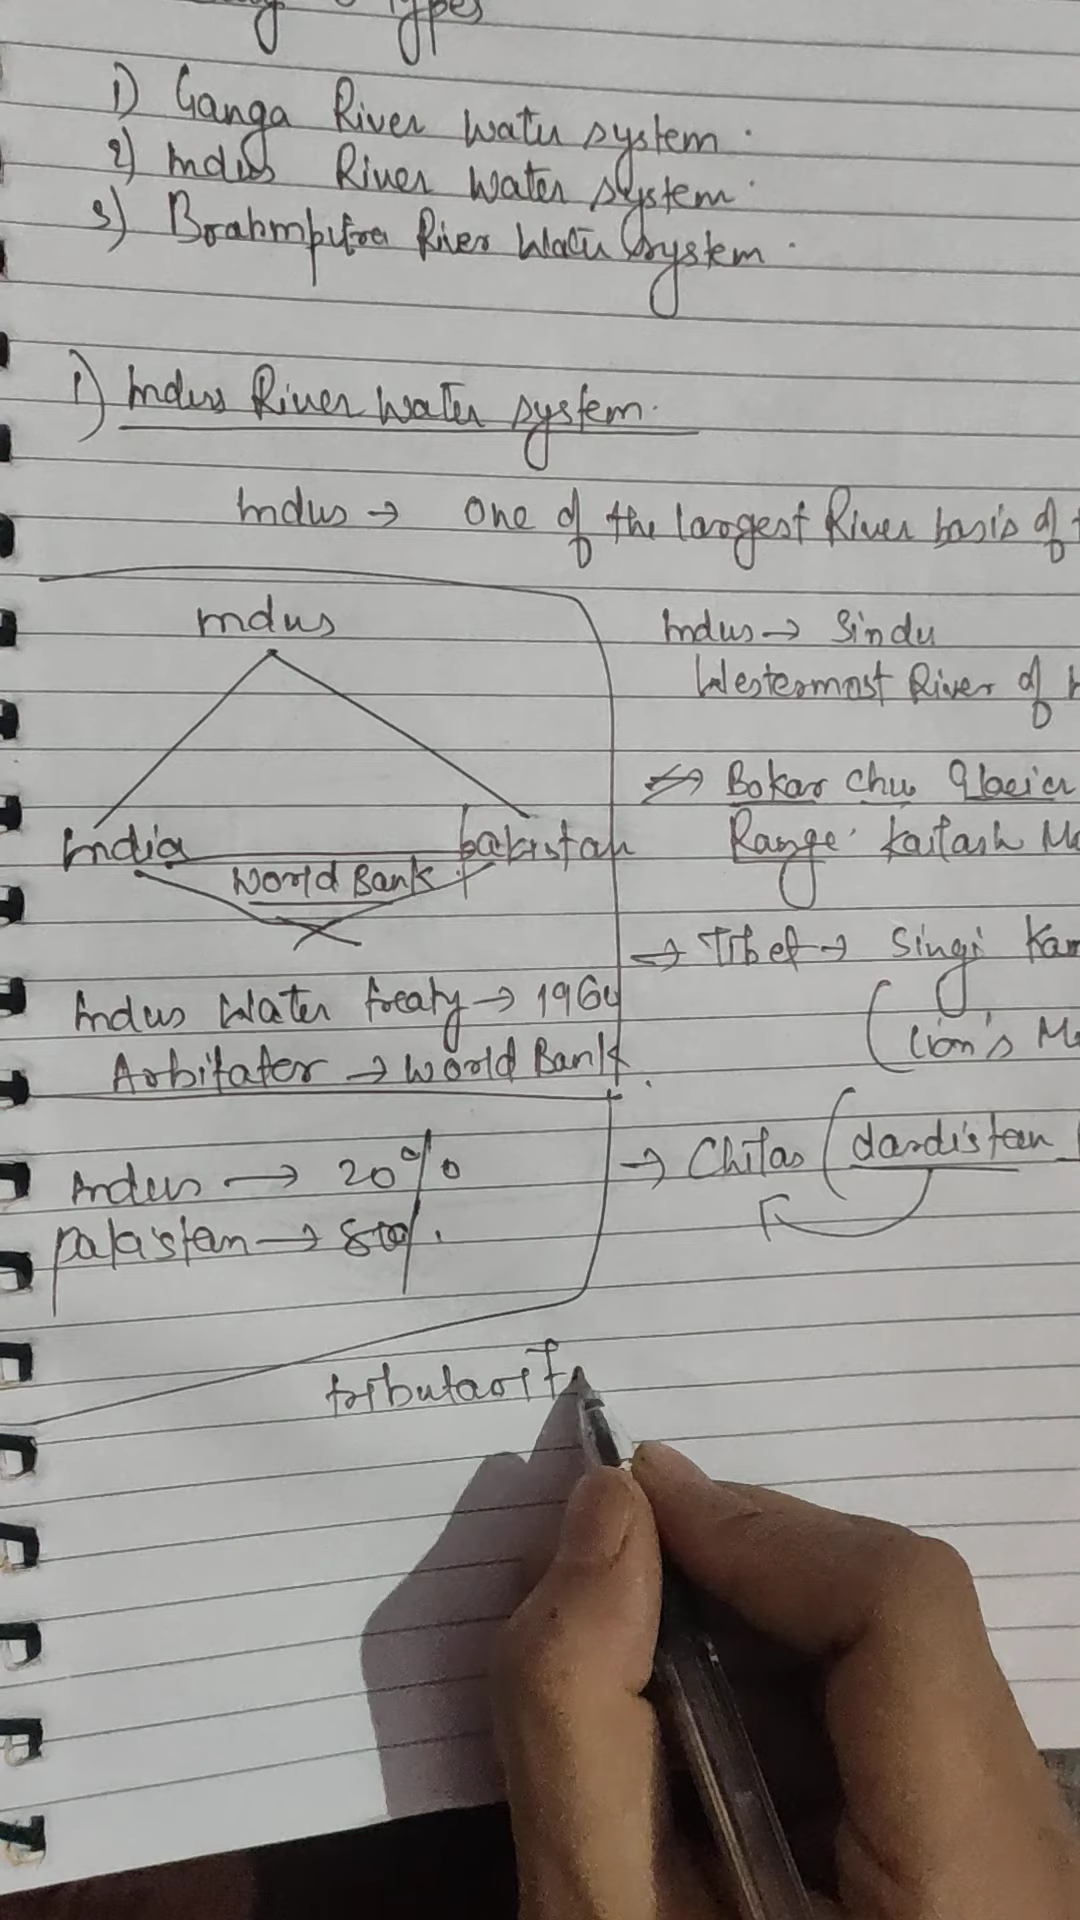 Types
1) Ganga River Water system.
2) Indus River Water system.
3) Brahmputra River Water System.
1) Indus River Water system.
Indus → One of the largest River basis of
Indus
India
Pakistan
World Bank
Indus Water treaty → 1964
Arbitater → World Bank
Indus → 20%
Pakistan → 80%.
Indus → Sindu
Westermost River of
Bokar Chu Glacier
Range. Kailash
→ Tibet → Singi
(Lion's
→ Chilas (dardistan
tributari